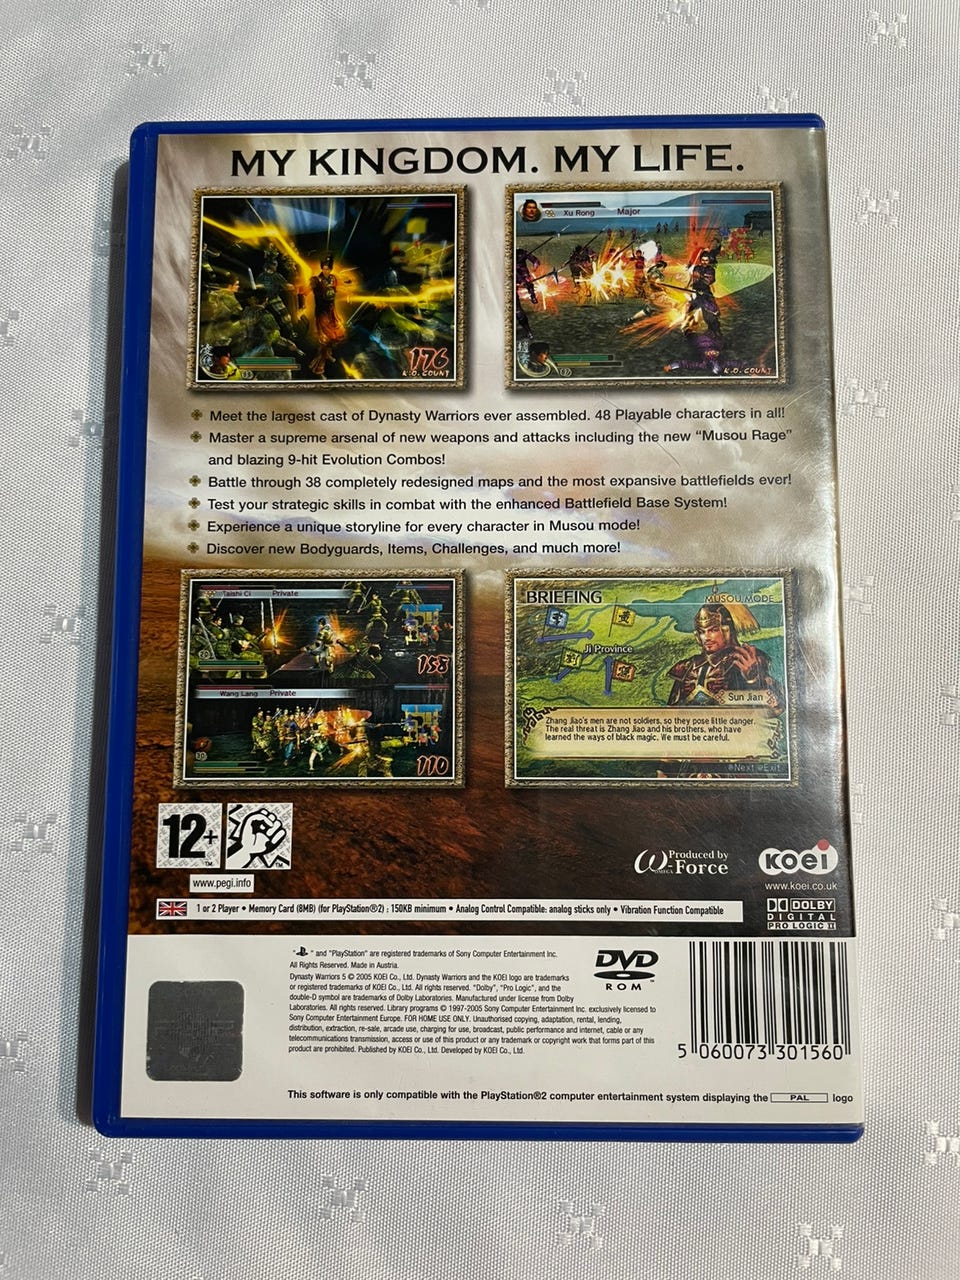 MY KINGDOM. MY LIFE.
176
K.O. COUNT
Xu Rong Major
K.O. COUNT
Meet the largest cast of Dynasty Warriors ever assembled. 48 Playable characters in all!
Master a supreme arsenal of new weapons and attacks including the new “Musou Rage”
and blazing 9-hit Evolution Combos!
Battle through 38 completely redesigned maps and the most expansive battlefields ever!
Test your strategic skills in combat with the enhanced Battlefield Base System!
Experience a unique storyline for every character in Musou mode!
Discover new Bodyguards, Items, Challenges, and much more!
Taishi Ci Private
158
Wang Lang Private
110
BRIEFING MUSOU MODE
Ji Province
Sun Jian
Zhang Jiao's men are not soldiers, so they pose little danger.
The real threat is Zhang Jiao and his brothers, who have
learned the ways of black magic. We must be careful.
Next Exit
12+
TM TM
www.pegi.info
ω-Force
Produced by
OMEGA
KOEI
www.koei.co.uk
1 or 2 Player • Memory Card (8MB) (for PlayStation®2) : 150KB minimum • Analog Control Compatible: analog sticks only • Vibration Function Compatible
DOLBY
DIGITAL
PRO LOGIC II
" " and "PlayStation" are registered trademarks of Sony Computer Entertainment Inc.
All Rights Reserved. Made in Austria.
Dynasty Warriors 5 © 2005 KOEI Co., Ltd. Dynasty Warriors and the KOEI logo are trademarks
or registered trademarks of KOEI Co., Ltd. All rights reserved. "Dolby", "Pro Logic", and the
double-D symbol are trademarks of Dolby Laboratories. Manufactured under license from Dolby
Laboratories. All rights reserved. Library programs © 1997-2005 Sony Computer Entertainment Inc. exclusively licensed to
Sony Computer Entertainment Europe. FOR HOME USE ONLY. Unauthorised copying, adaptation, rental, lending,
distribution, extraction, re-sale, arcade use, charging for use, broadcast, public performance and internet, cable or any
telecommunications transmission, access or use of this product or any trademark or copyright work that forms part of this
product are prohibited. Published by KOEI Co., Ltd. Developed by KOEI Co., Ltd.
DVD
ROM
5 060073 301560
This software is only compatible with the PlayStation®2 computer entertainment system displaying the PAL logo